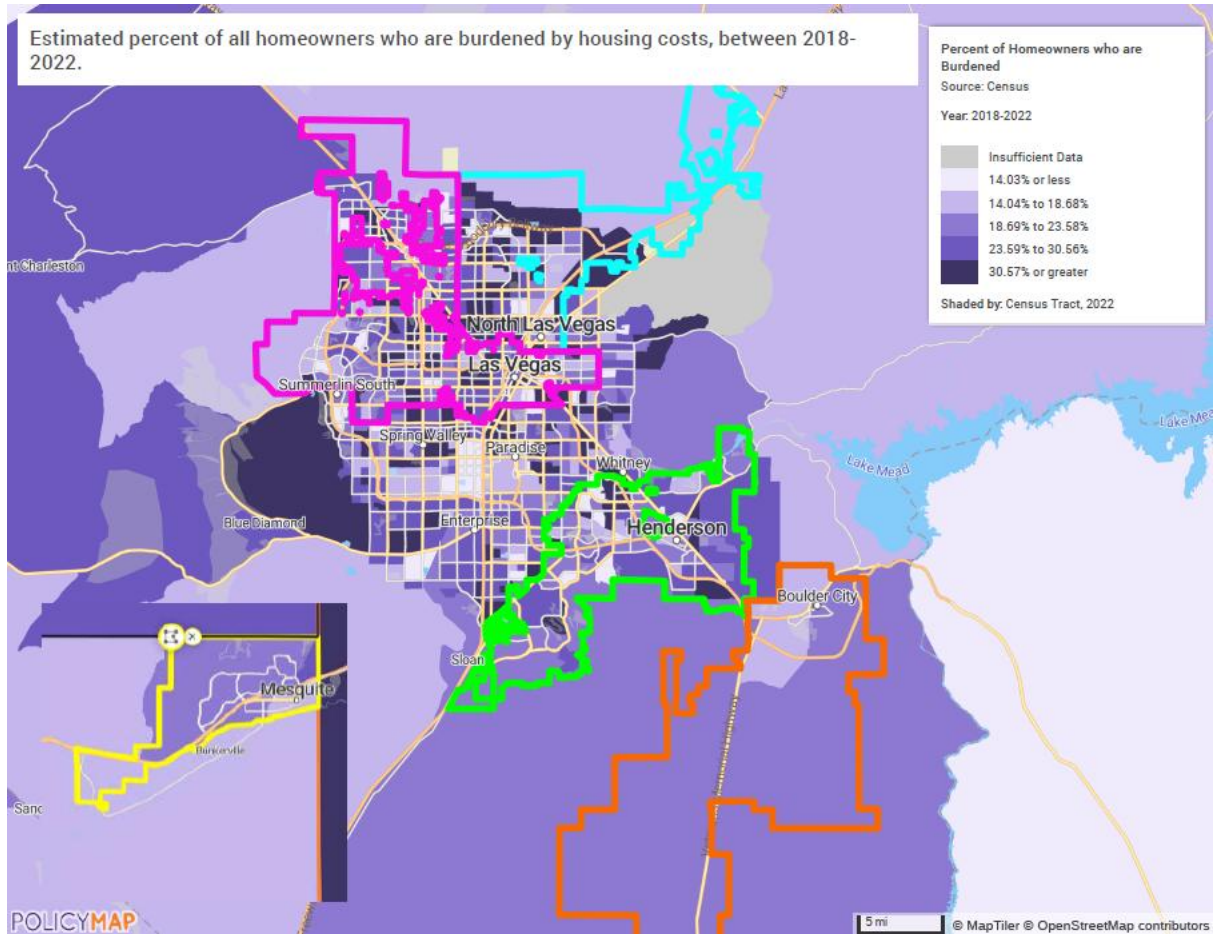 Estimated percent of all homeowners who are burdened by housing costs, between 2018-
2022.
Percent of Homeowners who are
Burdened
Source: Census
Year: 2018-2022
Insufficient Data
14.03% or less
14.04% to 18.68%
18.69% to 23.58%
23.59% to 30.56%
30.57% or greater
Shaded by: Census Tract, 2022
nt Charleston
North Las Vegas
Las Vegas
Summerlin South
Spring Valley
Paradise
Whitney
Lake Mead
Lake Mea
Blue Diamond
Enterprise
Henderson
Boulder City
Sloan
Mesquite
Bunkerville
Sanc
POLICYMAP
5 mi
© MapTiler © OpenStreetMap contributors